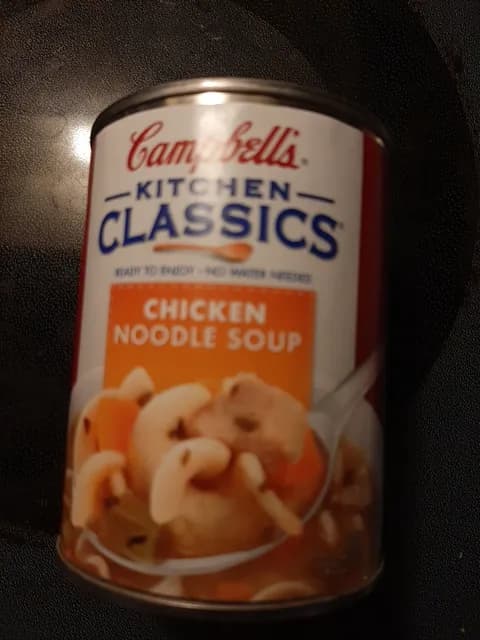 Campbell's
KITCHEN
CLASSICS
READY TO ENJOY - NO WATER NEEDED
CHICKEN
NOODLE SOUP